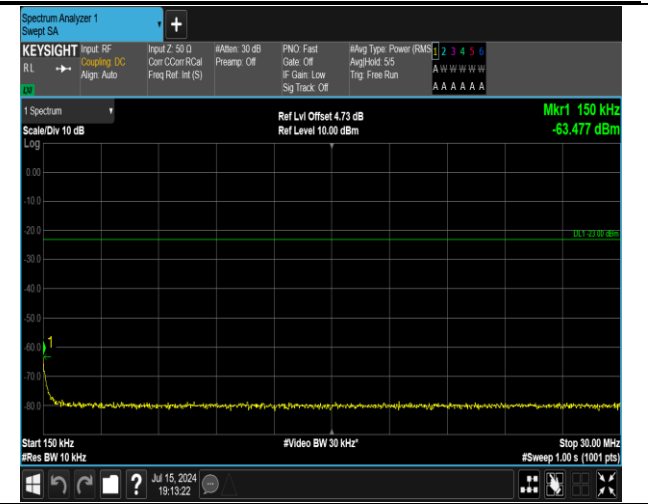 Spectrum Analyzer 1
Swept SA
+
KEYSIGHT Input: RF Input Z: 50 Ω #Atten: 30 dB PNO: Fast #Avg Type: Power (RMS 1 2 3 4 5 6
RL Coupling: DC Corr CCorr RCal Preamp: Off Gate: Off Avg|Hold: 5/5 A W W W W W
Align: Auto Freq Ref: Int (S) IF Gain: Low Trig: Free Run
Sig Track: Off A A A A A A
1 Spectrum Ref Lvl Offset 4.73 dB Mkr1 150 kHz
Scale/Div 10 dB Ref Level 10.00 dBm -63.477 dBm
Log
0.00
-10.0
-20.0
DL1 -23.00 dBm
-30.0
-40.0
-50.0
-60.0 1
-70.0
-80.0
Start 150 kHz #Video BW 30 kHz* Stop 30.00 MHz
#Res BW 10 kHz #Sweep 1.00 s (1001 pts)
? Jul 15, 2024
19:13:22